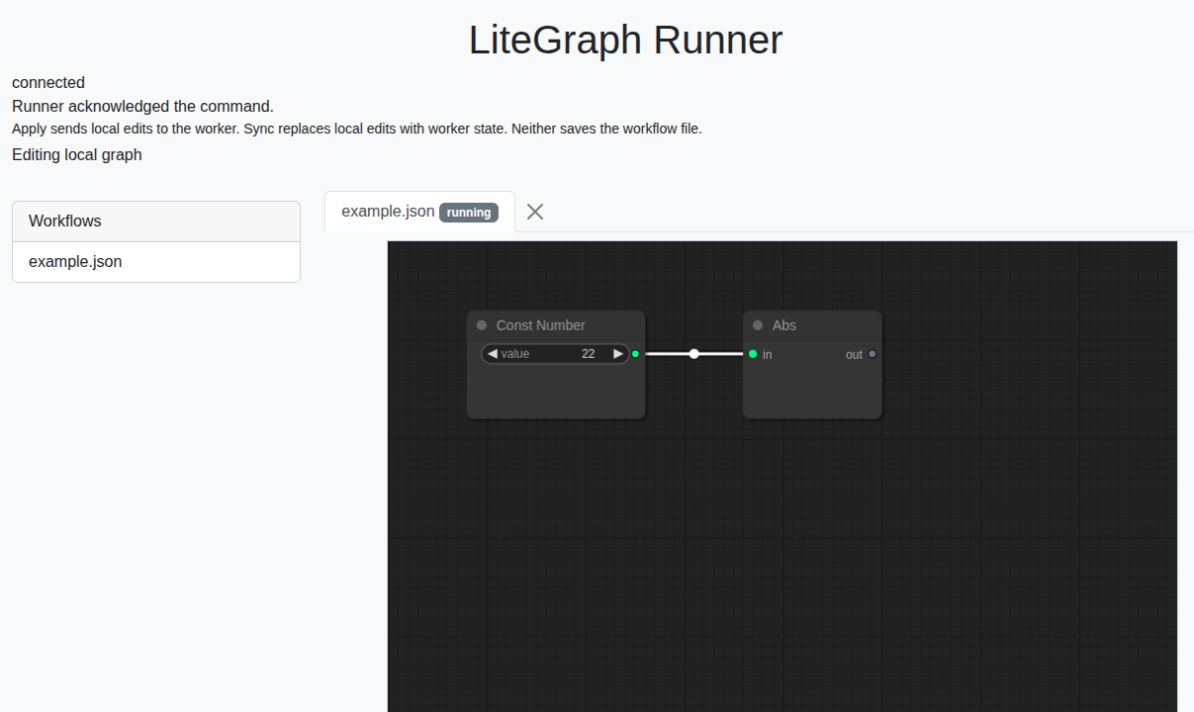 LiteGraph Runner
connected
Runner acknowledged the command.
Apply sends local edits to the worker. Sync replaces local edits with worker state. Neither saves the workflow file.
Editing local graph
Workflows
example.json
example.json running
Const Number
value 22
Abs
in out